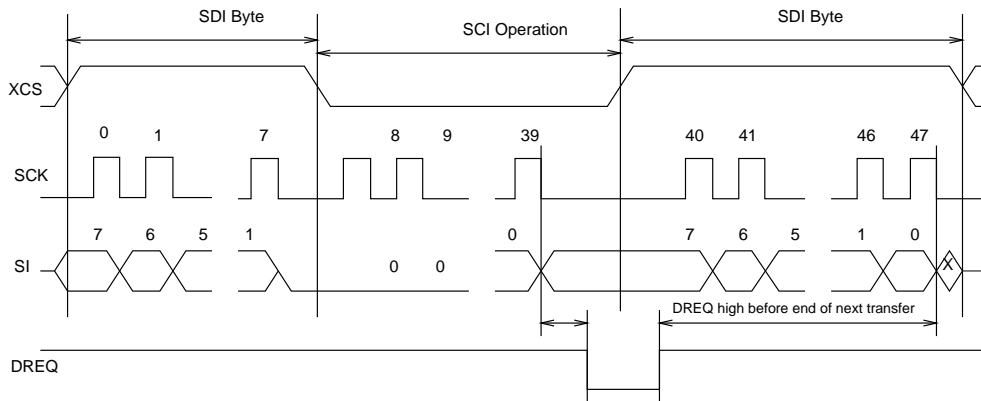 SDI Byte SCI Operation SDI Byte
XCS
0 1 7 8 9 39 40 41 46 47
SCK
7 6 5 1 0 7 6 5 1 0
SI 0 0 X
DREQ high before end of next transfer
DREQ